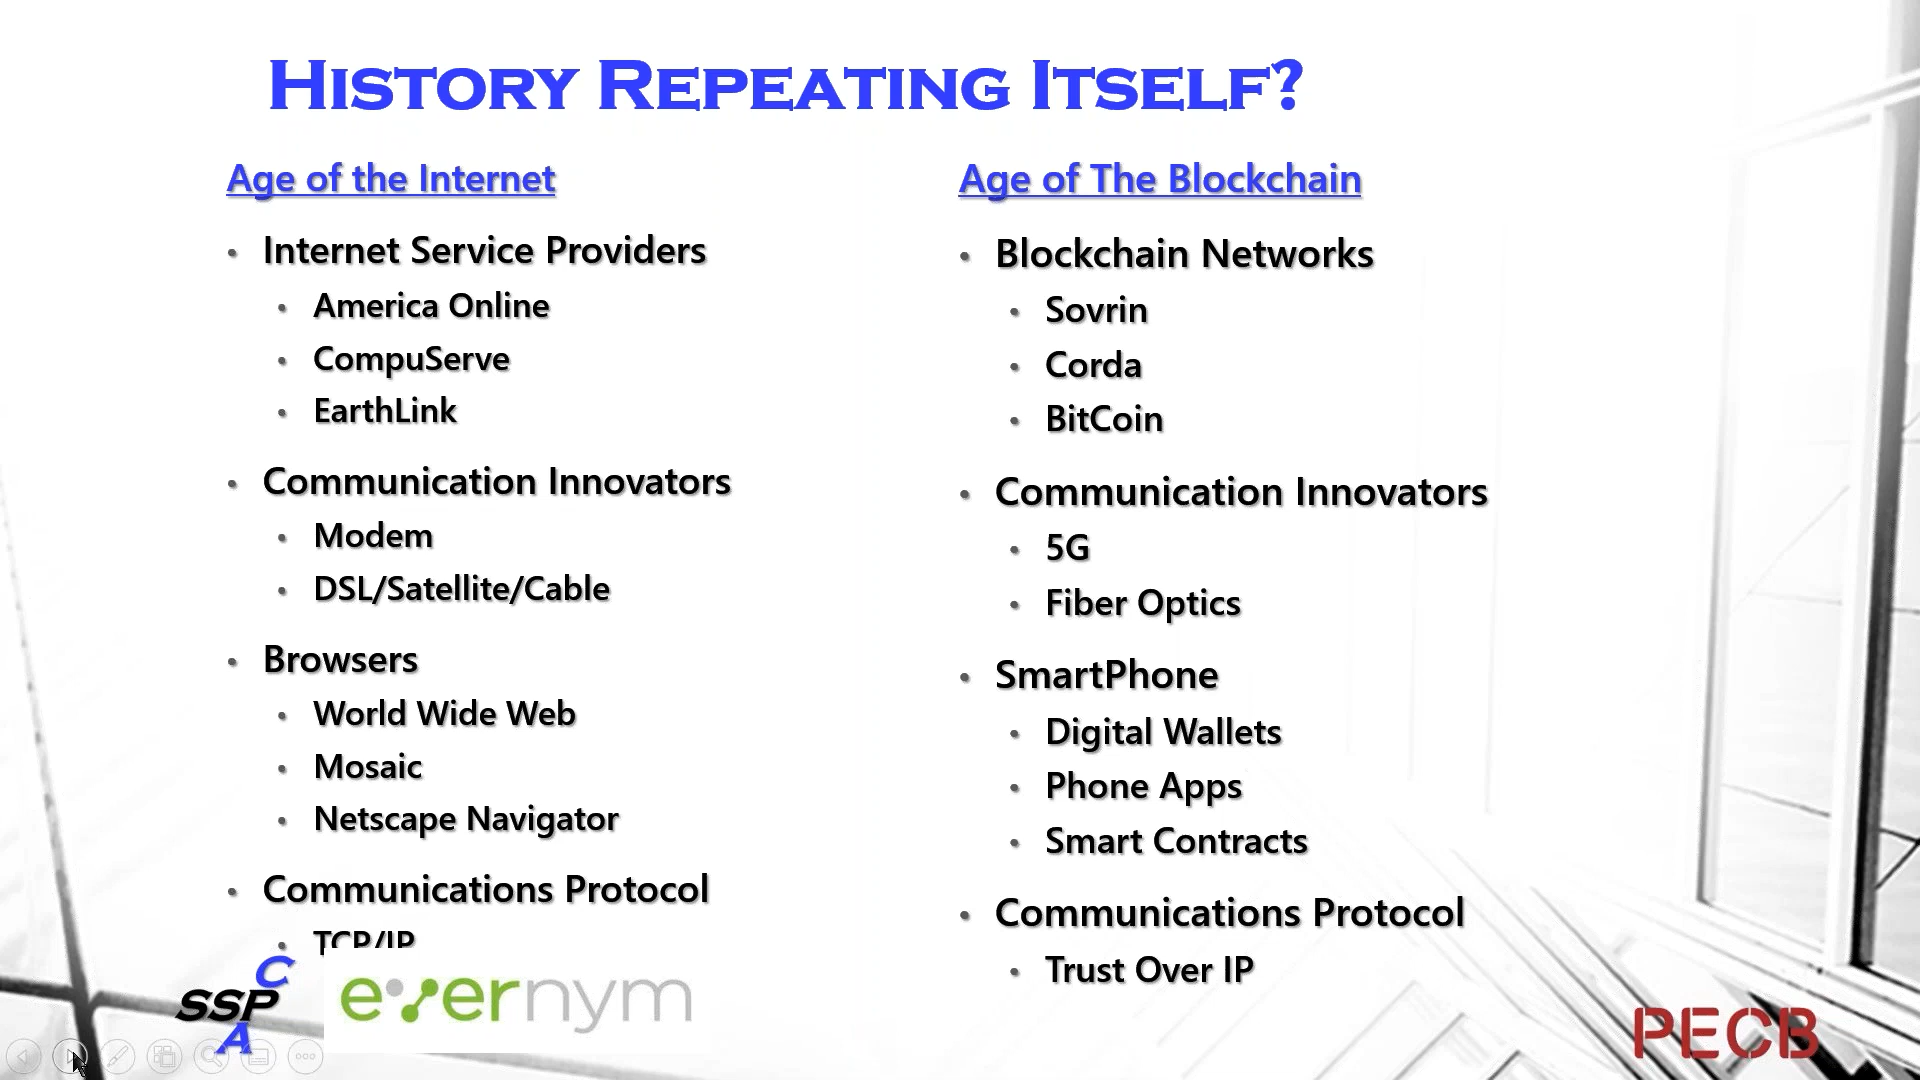 History Repeating Itself?
Age of the Internet
• Internet Service Providers
• America Online
• CompuServe
• EarthLink
• Communication Innovators
• Modem
• DSL/Satellite/Cable
• Browsers
• World Wide Web
• Mosaic
• Netscape Navigator
• Communications Protocol
• TCP/IP
Age of The Blockchain
• Blockchain Networks
• Sovrin
• Corda
• BitCoin
• Communication Innovators
• 5G
• Fiber Optics
• SmartPhone
• Digital Wallets
• Phone Apps
• Smart Contracts
• Communications Protocol
• Trust Over IP
C
SSP
A
evernym
PECB